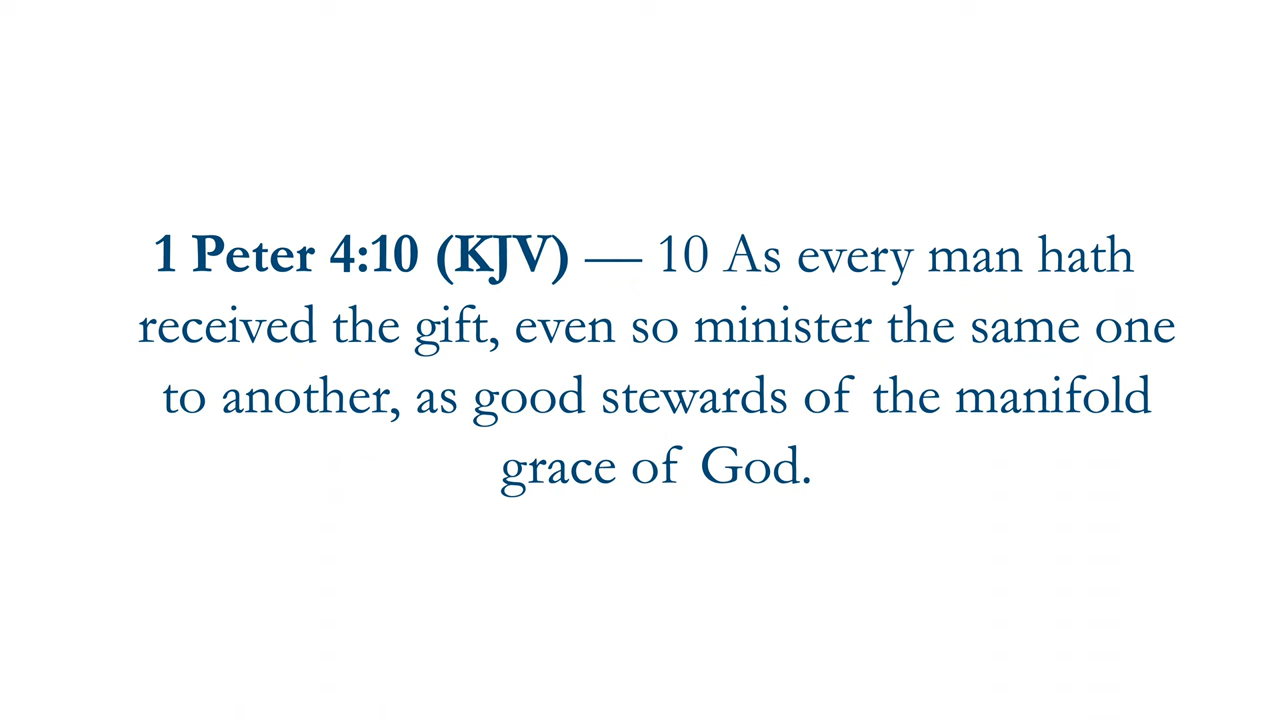 1 Peter 4:10 (KJV) — 10 As every man hath
received the gift, even so minister the same one
to another, as good stewards of the manifold
grace of God.